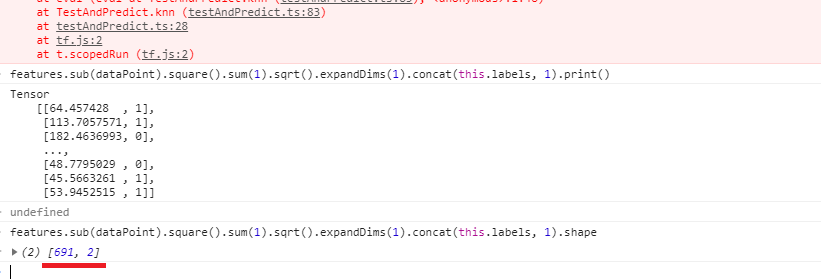 at TestAndPredict.knn (testAndPredict.ts:83)
at testAndPredict.ts:28
at tf.js:2
at t.scopedRun (tf.js:2)
features.sub(dataPoint).square().sum(1).sqrt().expandDims(1).concat(this.labels, 1).print()
Tensor
[[64.457428 , 1],
[113.7057571, 1],
[182.4636993, 0],
...,
[48.7795029 , 0],
[45.5663261 , 1],
[53.9452515 , 1]]
undefined
features.sub(dataPoint).square().sum(1).sqrt().expandDims(1).concat(this.labels, 1).shape
(2) [691, 2]